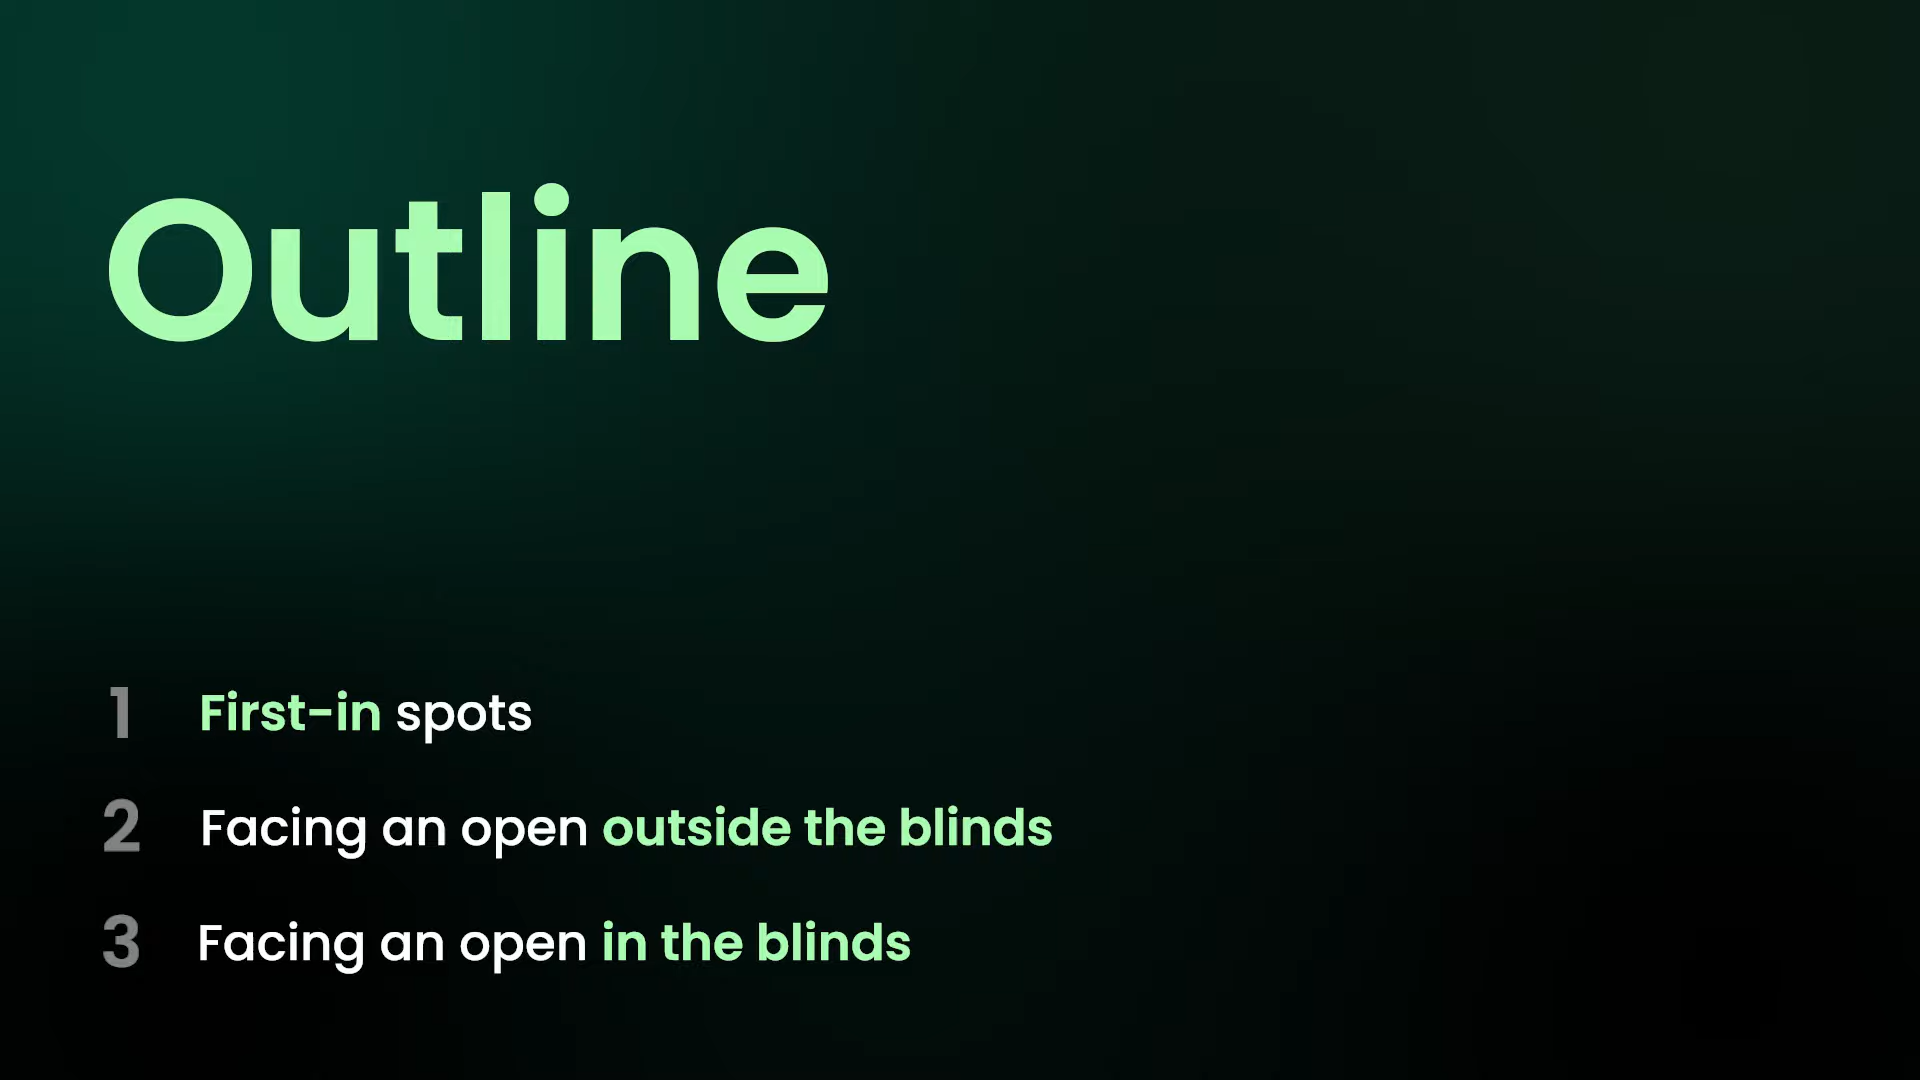 Outline
1 First-in spots
2 Facing an open outside the blinds
3 Facing an open in the blinds